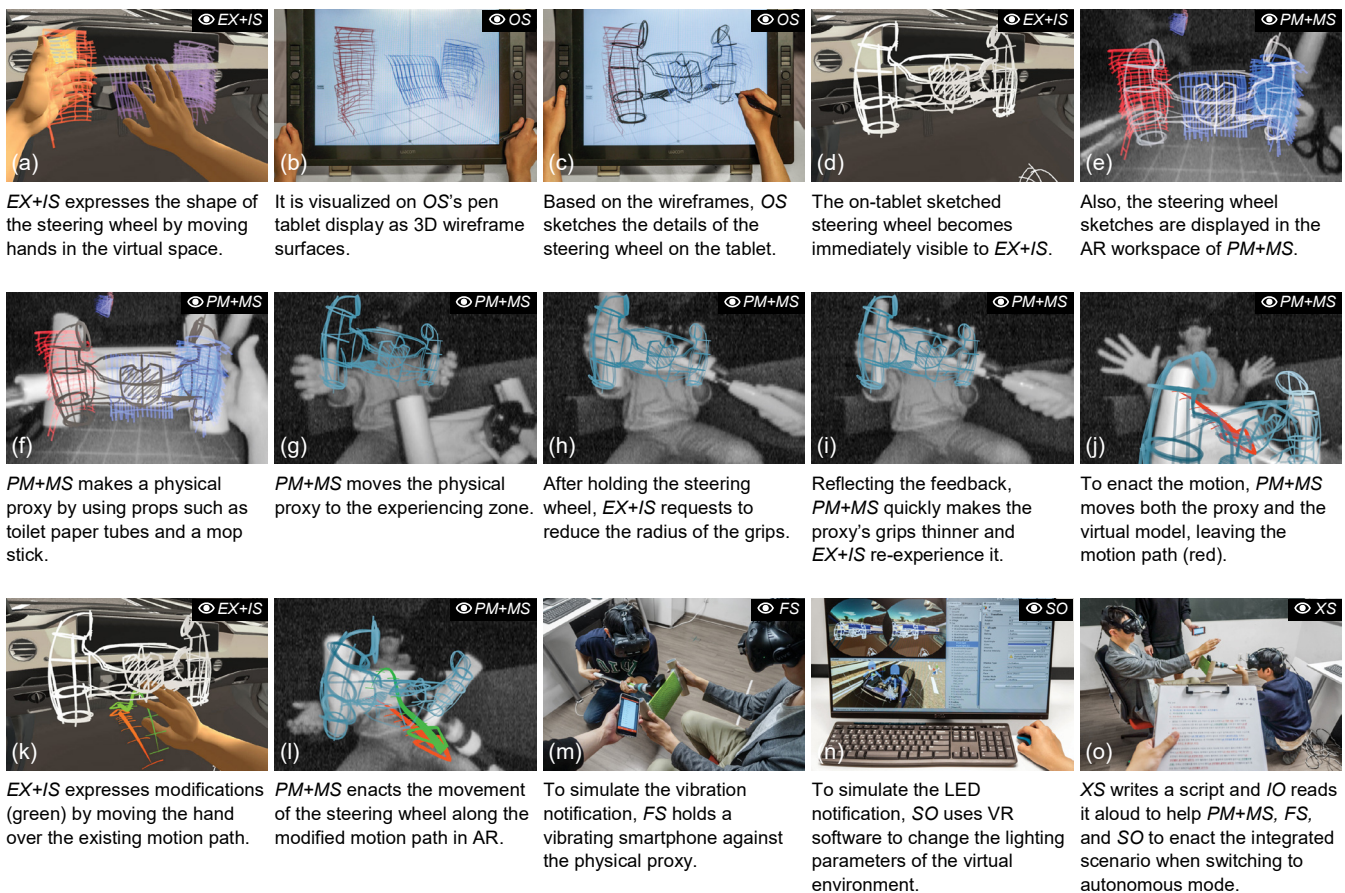 EX+IS
OS
OS
EX+IS
PM+MS
(a)
(b)
(c)
(d)
(e)
EX+IS expresses the shape of
the steering wheel by moving
hands in the virtual space.
It is visualized on OS's pen
tablet display as 3D wireframe
surfaces.
Based on the wireframes, OS
sketches the details of the
steering wheel on the tablet.
The on-tablet sketched
steering wheel becomes
immediately visible to EX+IS.
Also, the steering wheel
sketches are displayed in the
AR workspace of PM+MS.
PM+MS
PM+MS
PM+MS
PM+MS
PM+MS
(f)
(g)
(h)
(i)
(j)
PM+MS makes a physical
proxy by using props such as
toilet paper tubes and a mop
stick.
PM+MS moves the physical
proxy to the experiencing zone.
After holding the steering
wheel, EX+IS requests to
reduce the radius of the grips.
Reflecting the feedback,
PM+MS quickly makes the
proxy's grips thinner and
EX+IS re-experience it.
To enact the motion, PM+MS
moves both the proxy and the
virtual model, leaving the
motion path (red).
EX+IS
PM+MS
FS
SO
XS
(k)
(l)
(m)
(n)
(o)
EX+IS expresses modifications
(green) by moving the hand
over the existing motion path.
PM+MS enacts the movement
of the steering wheel along the
modified motion path in AR.
To simulate the vibration
notification, FS holds a
vibrating smartphone against
the physical proxy.
To simulate the LED
notification, SO uses VR
software to change the lighting
parameters of the virtual
environment.
XS writes a script and IO reads
it aloud to help PM+MS, FS,
and SO to enact the integrated
scenario when switching to
autonomous mode.